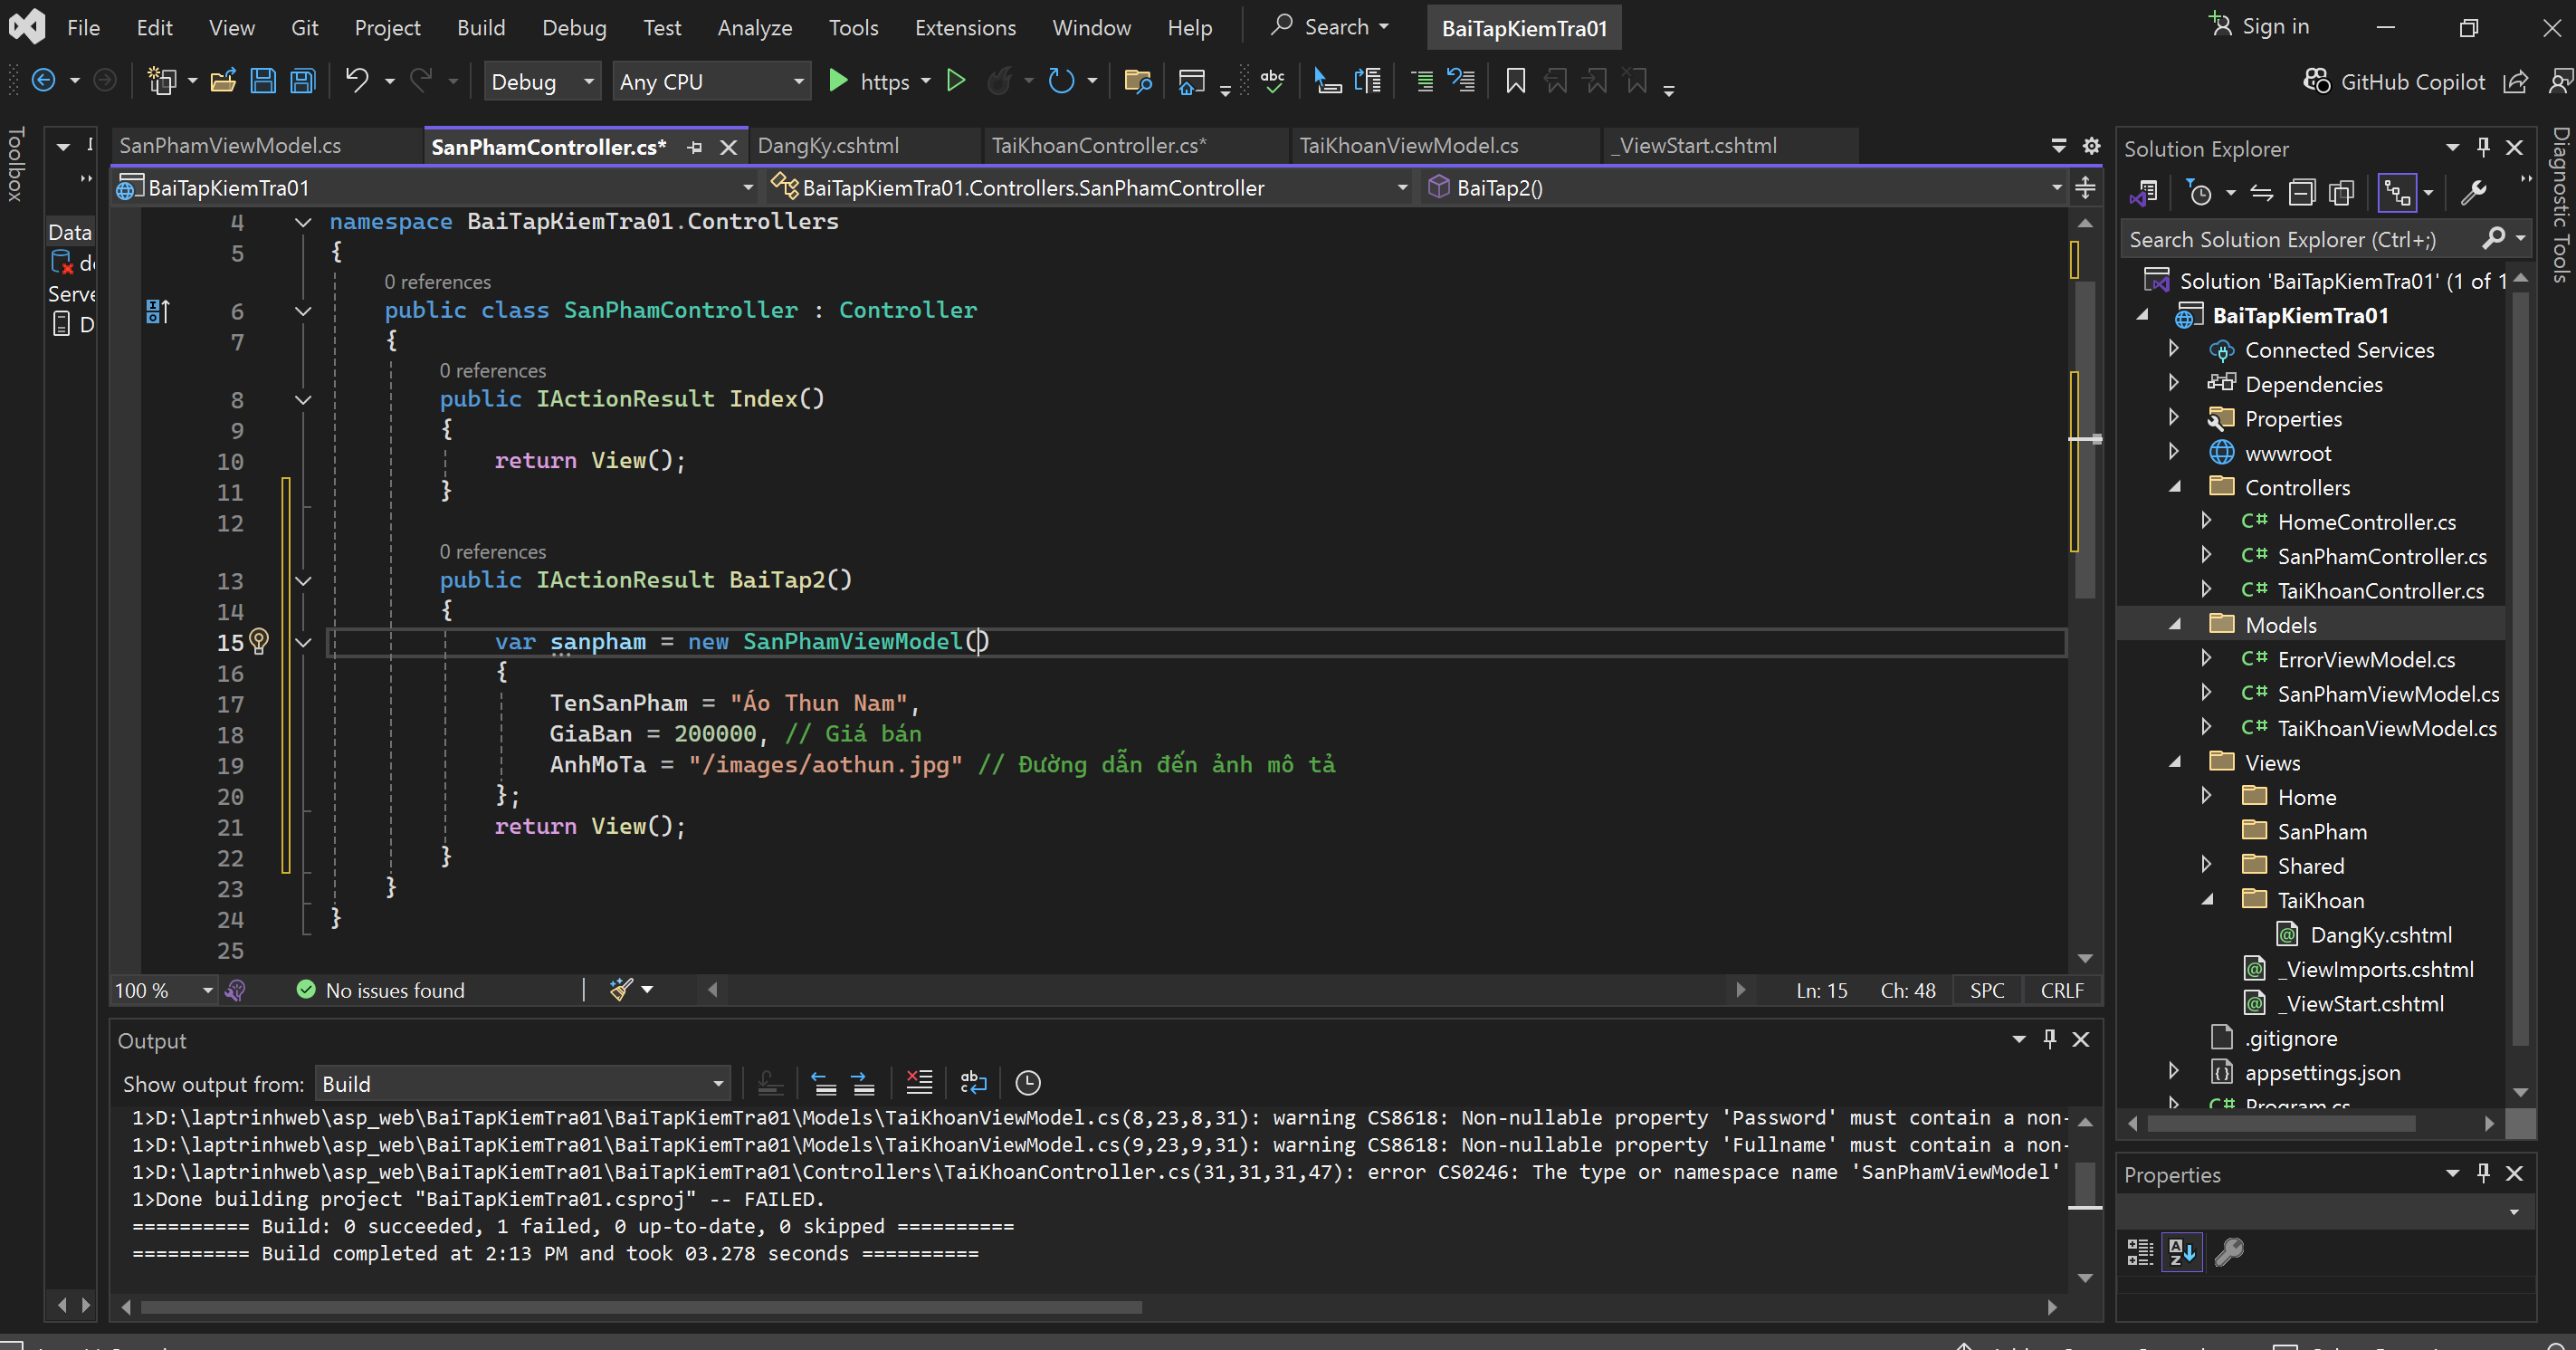 File Edit View Git Project Build Debug Test Analyze Tools Extensions Window Help Search BaiTapKiemTra01 Sign in
Debug Any CPU https GitHub Copilot
Toolbox
Data
Serve
D
SanPhamViewModel.cs SanPhamController.cs* DangKy.cshtml TaiKhoanController.cs* TaiKhoanViewModel.cs _ViewStart.cshtml
BaiTapKiemTra01 BaiTapKiemTra01.Controllers.SanPhamController BaiTap2()
4 namespace BaiTapKiemTra01.Controllers
5 {
0 references
6 public class SanPhamController : Controller
7 {
0 references
8 public IActionResult Index()
9 {
10 return View();
11 }
12
0 references
13 public IActionResult BaiTap2()
14 {
15 var sanpham = new SanPhamViewModel()
16 {
17 TenSanPham = "Áo Thun Nam",
18 GiaBan = 200000, // Giá bán
19 AnhMoTa = "/images/aothun.jpg" // Đường dẫn đến ảnh mô tả
20 };
21 return View();
22 }
23 }
24 }
25
100 % No issues found Ln: 15 Ch: 48 SPC CRLF
Output
Show output from: Build
1>D:\laptrinhweb\asp_web\BaiTapKiemTra01\BaiTapKiemTra01\Models\TaiKhoanViewModel.cs(8,23,8,31): warning CS8618: Non-nullable property 'Password' must contain a non-
1>D:\laptrinhweb\asp_web\BaiTapKiemTra01\BaiTapKiemTra01\Models\TaiKhoanViewModel.cs(9,23,9,31): warning CS8618: Non-nullable property 'Fullname' must contain a non-
1>D:\laptrinhweb\asp_web\BaiTapKiemTra01\BaiTapKiemTra01\Controllers\TaiKhoanController.cs(31,31,31,47): error CS0246: The type or namespace name 'SanPhamViewModel'
1>Done building project "BaiTapKiemTra01.csproj" -- FAILED.
========== Build: 0 succeeded, 1 failed, 0 up-to-date, 0 skipped ==========
========== Build completed at 2:13 PM and took 03.278 seconds ==========
Solution Explorer
Search Solution Explorer (Ctrl+;)
Solution 'BaiTapKiemTra01' (1 of 1
BaiTapKiemTra01
Connected Services
Dependencies
Properties
wwwroot
Controllers
C# HomeController.cs
C# SanPhamController.cs
C# TaiKhoanController.cs
Models
C# ErrorViewModel.cs
C# SanPhamViewModel.cs
C# TaiKhoanViewModel.cs
Views
Home
SanPham
Shared
TaiKhoan
DangKy.cshtml
_ViewImports.cshtml
_ViewStart.cshtml
.gitignore
appsettings.json
C# Program.cs
Properties
Diagnostic Tools